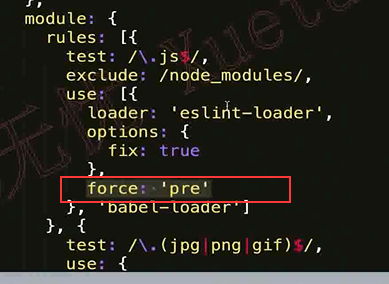 },
module: {
rules: [{
test: /\.js$/,
exclude: /node_modules/,
use: [{
loader: 'eslint-loader',
options: {
fix: true
},
force: 'pre'
}, 'babel-loader']
}, {
test: /\.(jpg|png|gif)$/,
use: {